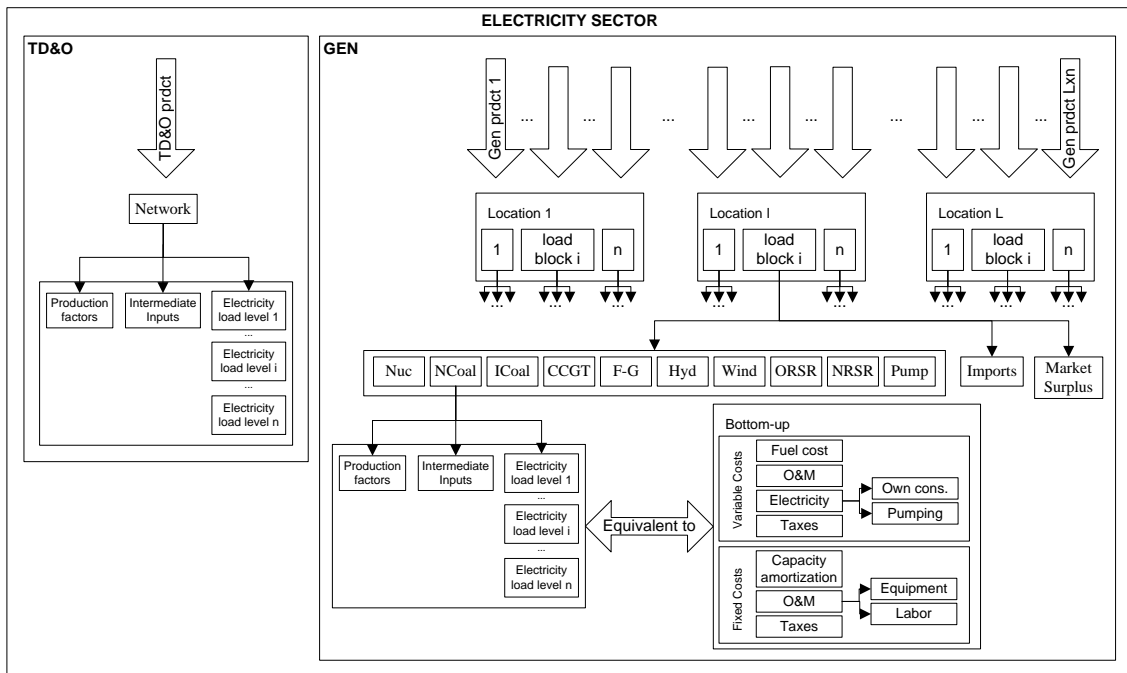 ELECTRICITY SECTOR
TD&O
TD&O prdct
Network
Production
factors
Intermediate
Inputs
Electricity
load level 1
...
Electricity
load level i
...
Electricity
load level n
GEN
Gen prdct 1
...
...
...
...
...
...
Gen prdct Lxn
Location 1
1
load
block i
n
Location l
1
load
block i
n
Location L
1
load
block i
n
...
...
...
...
...
...
...
...
Nuc
NCoal
ICoal
CCGT
F-G
Hyd
Wind
ORSR
NRSR
Pump
Imports
Market
Surplus
Production
factors
Intermediate
Inputs
Electricity
load level 1
...
Electricity
load level i
...
Electricity
load level n
Equivalent to
Bottom-up
Variable Costs
Fuel cost
O&M
Electricity
Taxes
Own cons.
Pumping
Fixed Costs
Capacity
amortization
O&M
Taxes
Equipment
Labor